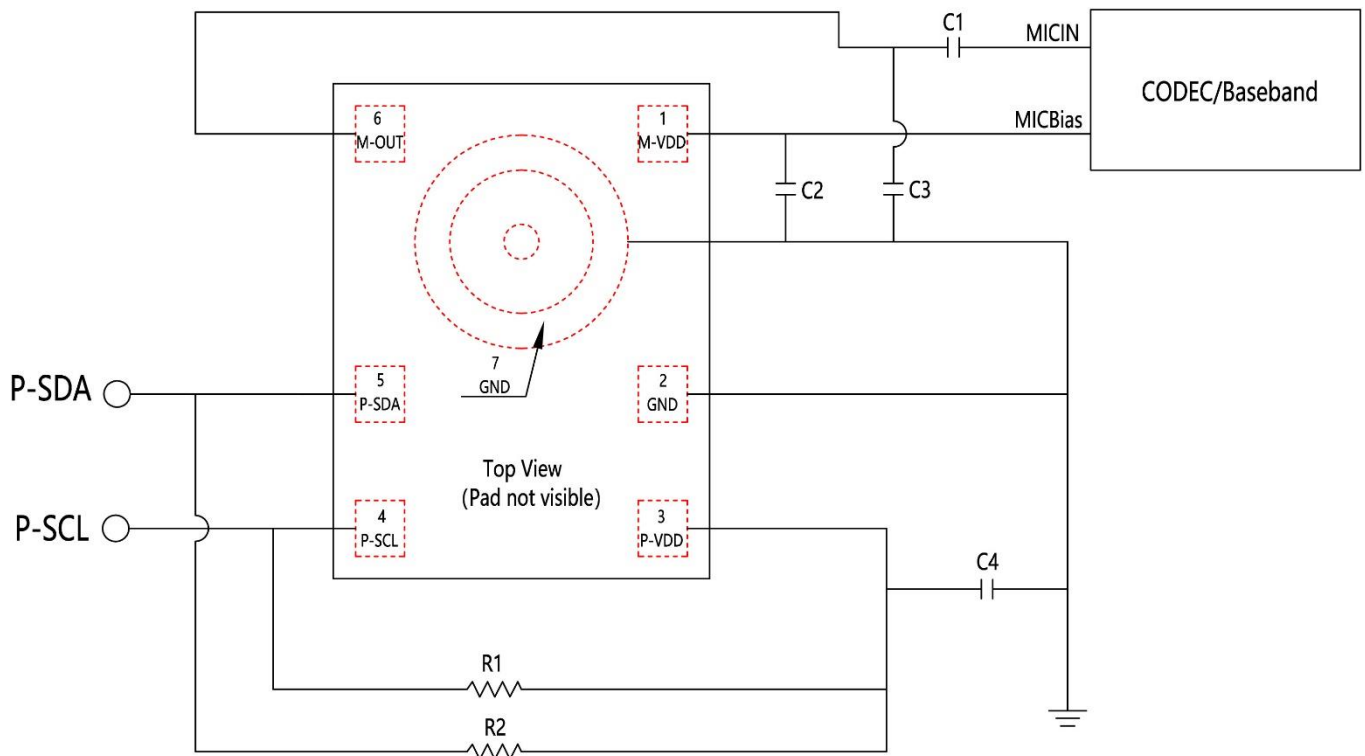 C1
MICIN
CODEC/Baseband
6
M-OUT
1
M-VDD
MICBias
C2
C3
7
GND
P-SDA
5
P-SDA
2
GND
Top View
(Pad not visible)
P-SCL
4
P-SCL
3
P-VDD
C4
R1
R2